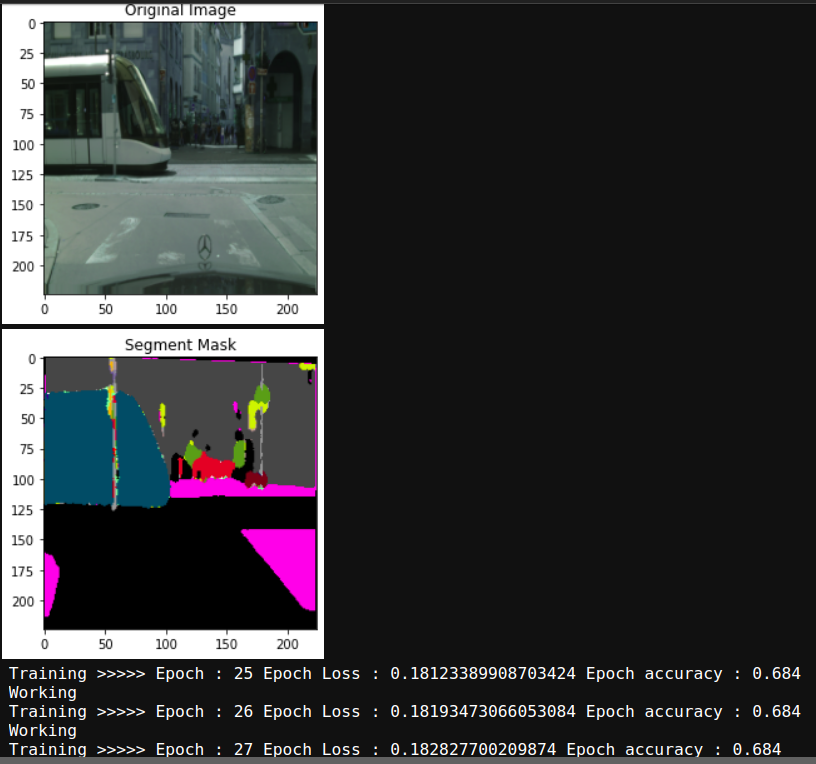 Original Image
0
25
50
75
100
125
150
175
200
0 50 100 150 200
Segment Mask
0
25
50
75
100
125
150
175
200
0 50 100 150 200
Training >>>>> Epoch : 25 Epoch Loss : 0.18123389908703424 Epoch accuracy : 0.684
Working
Training >>>>> Epoch : 26 Epoch Loss : 0.18193473066053084 Epoch accuracy : 0.684
Working
Training >>>>> Epoch : 27 Epoch Loss : 0.182827700209874 Epoch accuracy : 0.684